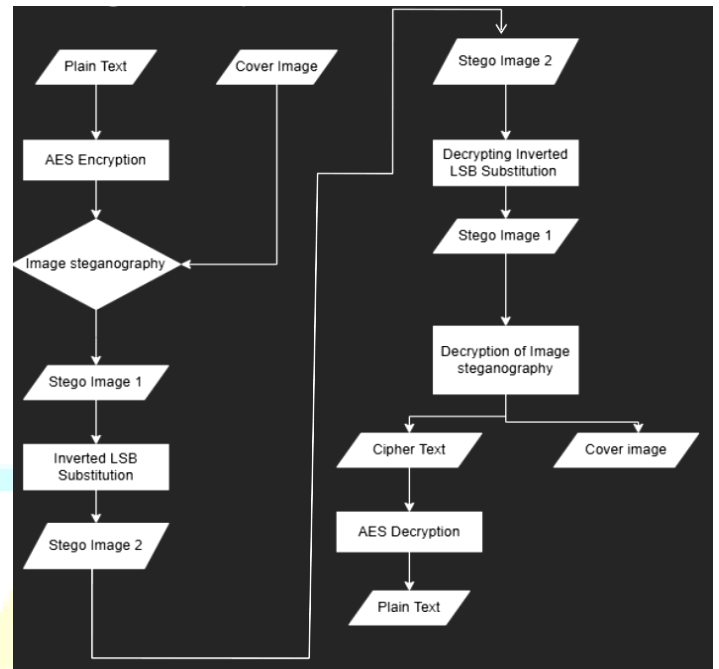 Plain Text
Cover Image
AES Encryption
Image steganography
Stego Image 1
Inverted LSB
Substitution
Stego Image 2
Stego Image 2
Decrypting Inverted
LSB Substitution
Stego Image 1
Decryption of Image
steganography
Cipher Text
Cover image
AES Decryption
Plain Text